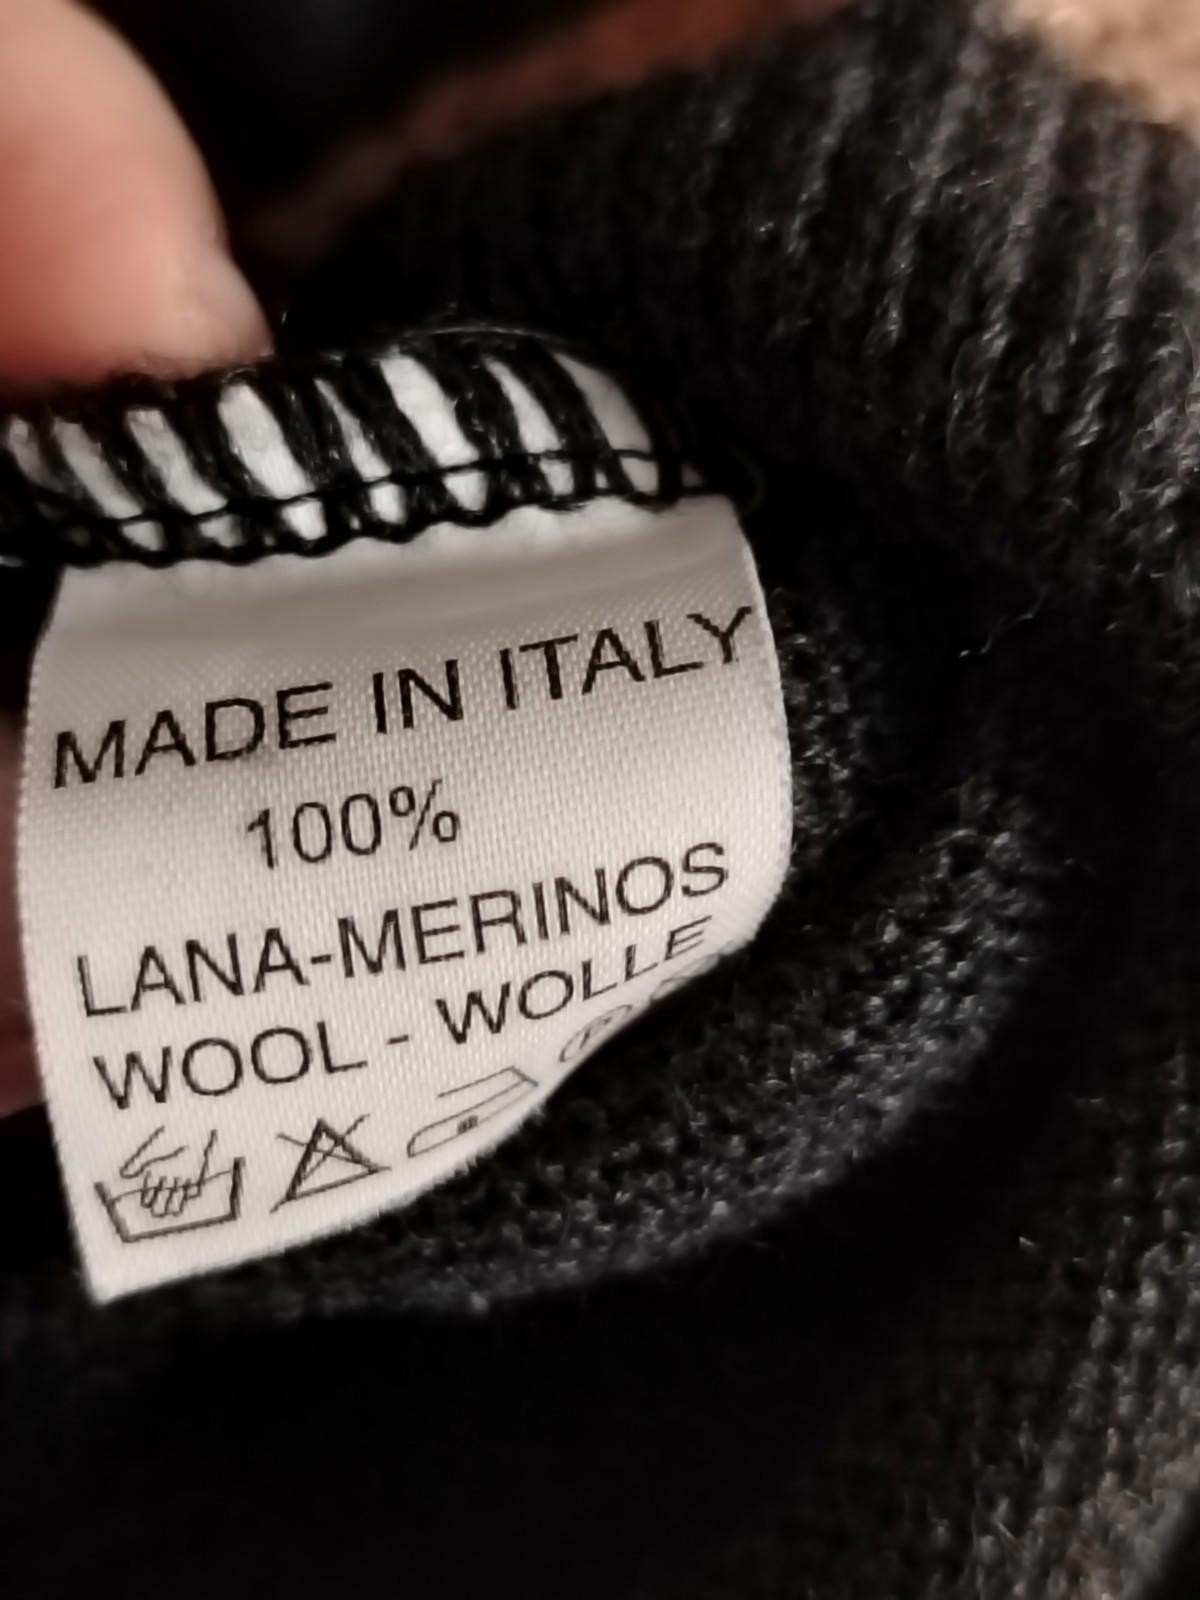 MADE IN ITALY
100%
LANA-MERINOS
WOOL - WOLLE
P